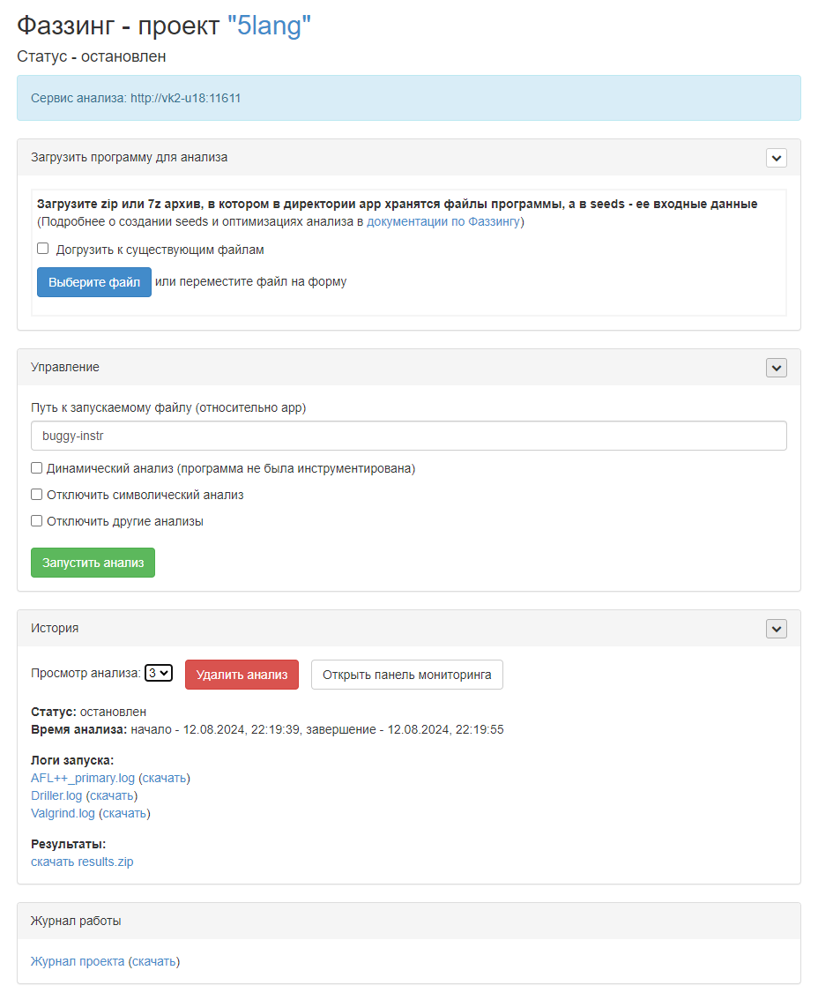 Фаззинг - проект "5lang"
Статус - остановлен
Сервис анализа: http://vk2-u18:11611
Загрузить программу для анализа
Загрузите zip или 7z архив, в котором в директории app хранятся файлы программы, а в seeds - ее входные данные
(Подробнее о создании seeds и оптимизациях анализа в документации по Фаззингу)
Догрузить к существующим файлам
Выберите файл или переместите файл на форму
Управление
Путь к запускаемому файлу (относительно app)
buggy-instr
Динамический анализ (программа не была инструментирована)
Отключить символический анализ
Отключить другие анализы
Запустить анализ
История
Просмотр анализа: 3 Удалить анализ Открыть панель мониторинга
Статус: остановлен
Время анализа: начало - 12.08.2024, 22:19:39, завершение - 12.08.2024, 22:19:55
Логи запуска:
AFL++_primary.log (скачать)
Driller.log (скачать)
Valgrind.log (скачать)
Результаты:
скачать results.zip
Журнал работы
Журнал проекта (скачать)